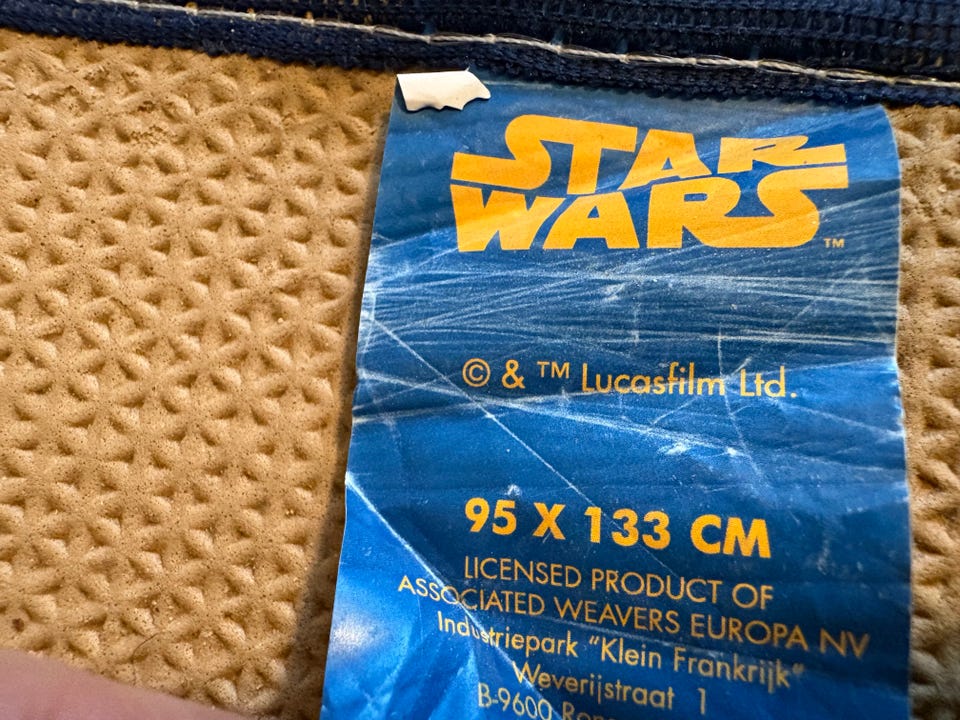 STAR
WARS™
© & ™ Lucasfilm Ltd.
95 X 133 CM
LICENSED PRODUCT OF
ASSOCIATED WEAVERS EUROPA NV
Industriepark "Klein Frankrijk"
Weverijstraat 1
B-9600